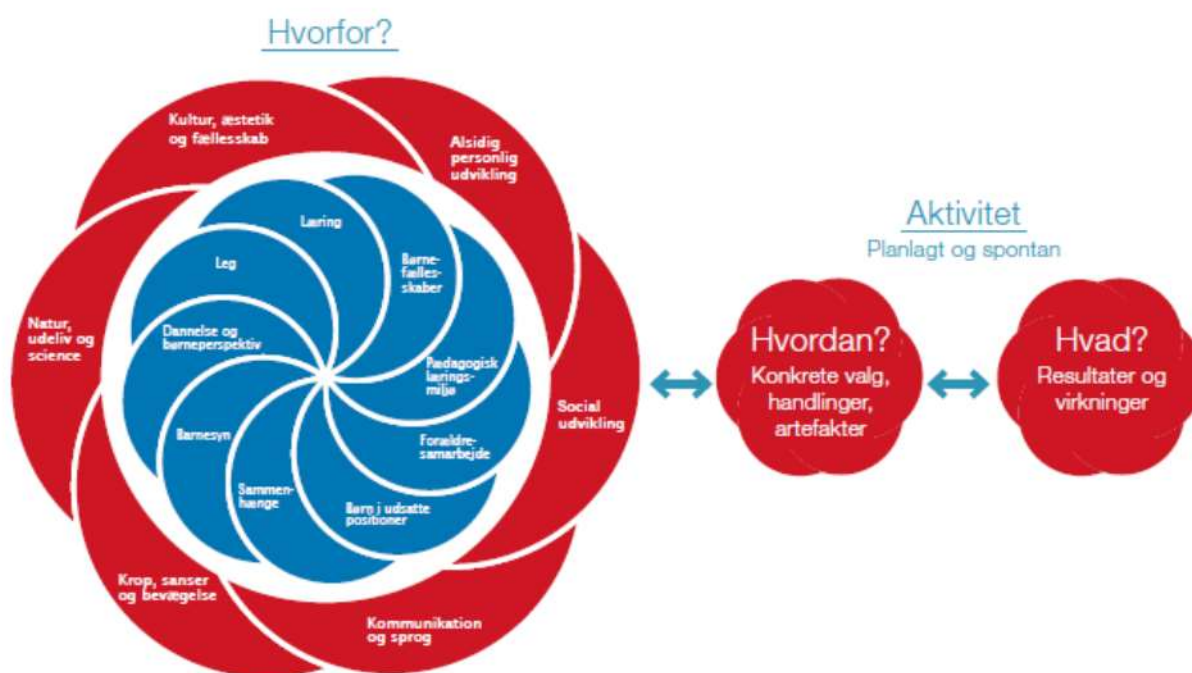 Hvorfor?
Kultur, æstetik
og fællesskab
Alsidig
personlig
udvikling
Læring
Børne-
fælles-
skaber
Leg
Natur,
udeliv og
science
Dannelse og
børneperspektiv
Pædagogisk
lærings-
miljø
Social
udvikling
Barnesyn
Forældre-
samarbejde
Sammen-
hænge
Børn i udsatte
positioner
Krop, sanser
og bevægelse
Kommunikation
og sprog
Aktivitet
Planlagt og spontan
Hvordan?
Konkrete valg,
handlinger,
artefakter
Hvad?
Resultater og
virkninger